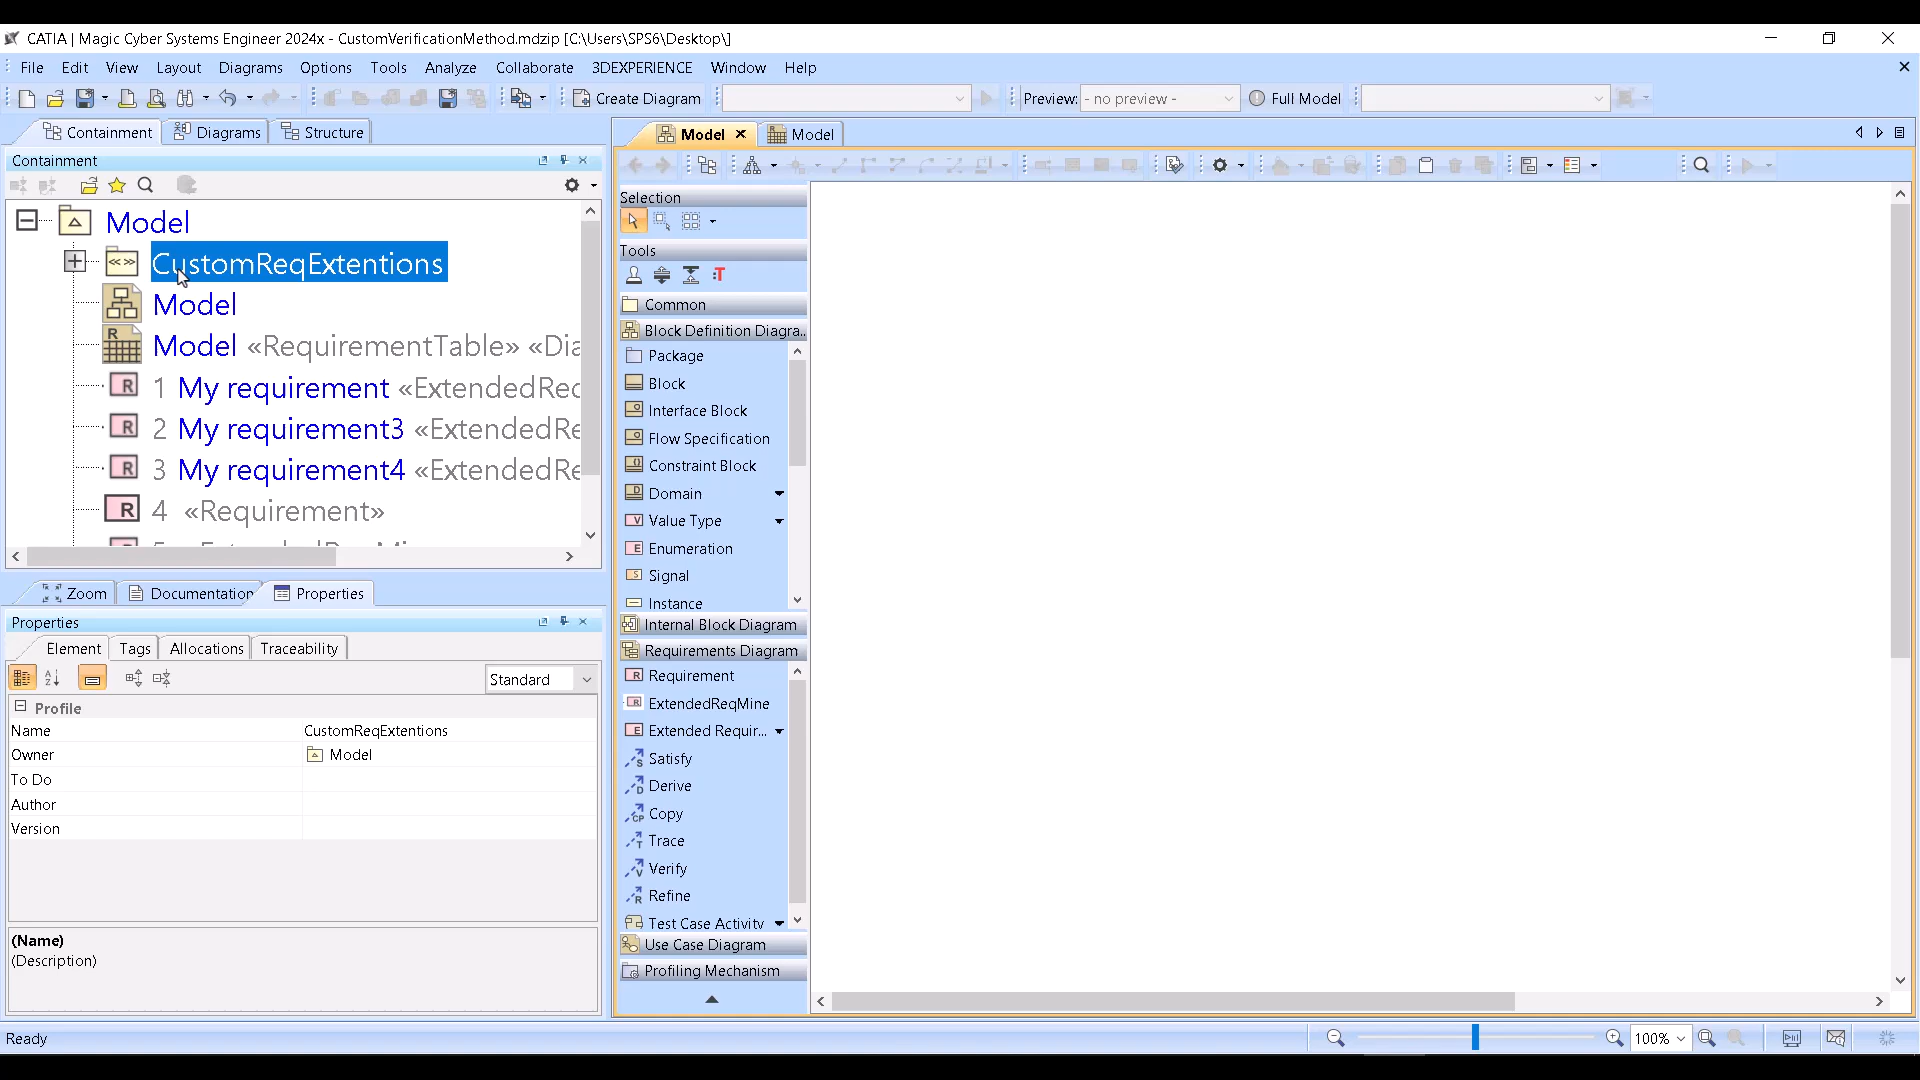 CATIA | Magic Cyber Systems Engineer 2024x - CustomVerificationMethod.mdzip [C:\Users\SPS6\Desktop\]
File Edit View Layout Options Diagrams Tools Analyze Collaborate 3DEXPERIENCE Window Help
Create Diagram Preview: - no preview - Full Model
Containment Diagrams Structure
Model Model
Containment
Model
CustomReqExtentions
Model
Model «RequirementTable» «Dia
1 My requirement «ExtendedRec
2 My requirement3 «ExtendedRe
3 My requirement4 «ExtendedRe
4 «Requirement»
Zoom Documentation Properties
Properties
Element Tags Allocations Traceability
Standard
Profile
Name CustomReqExtentions
Owner Model
To Do
Author
Version
(Name)
(Description)
Selection
Tools
Common
Block Definition Diagra..
Package
Block
Interface Block
Flow Specification
Constraint Block
Domain
Value Type
Enumeration
Signal
Instance
Internal Block Diagram
Requirements Diagram
Requirement
ExtendedReqMine
Extended Requir...
Satisfy
Derive
Copy
Trace
Verify
Refine
Test Case Activity
Use Case Diagram
Profiling Mechanism
Ready
100%